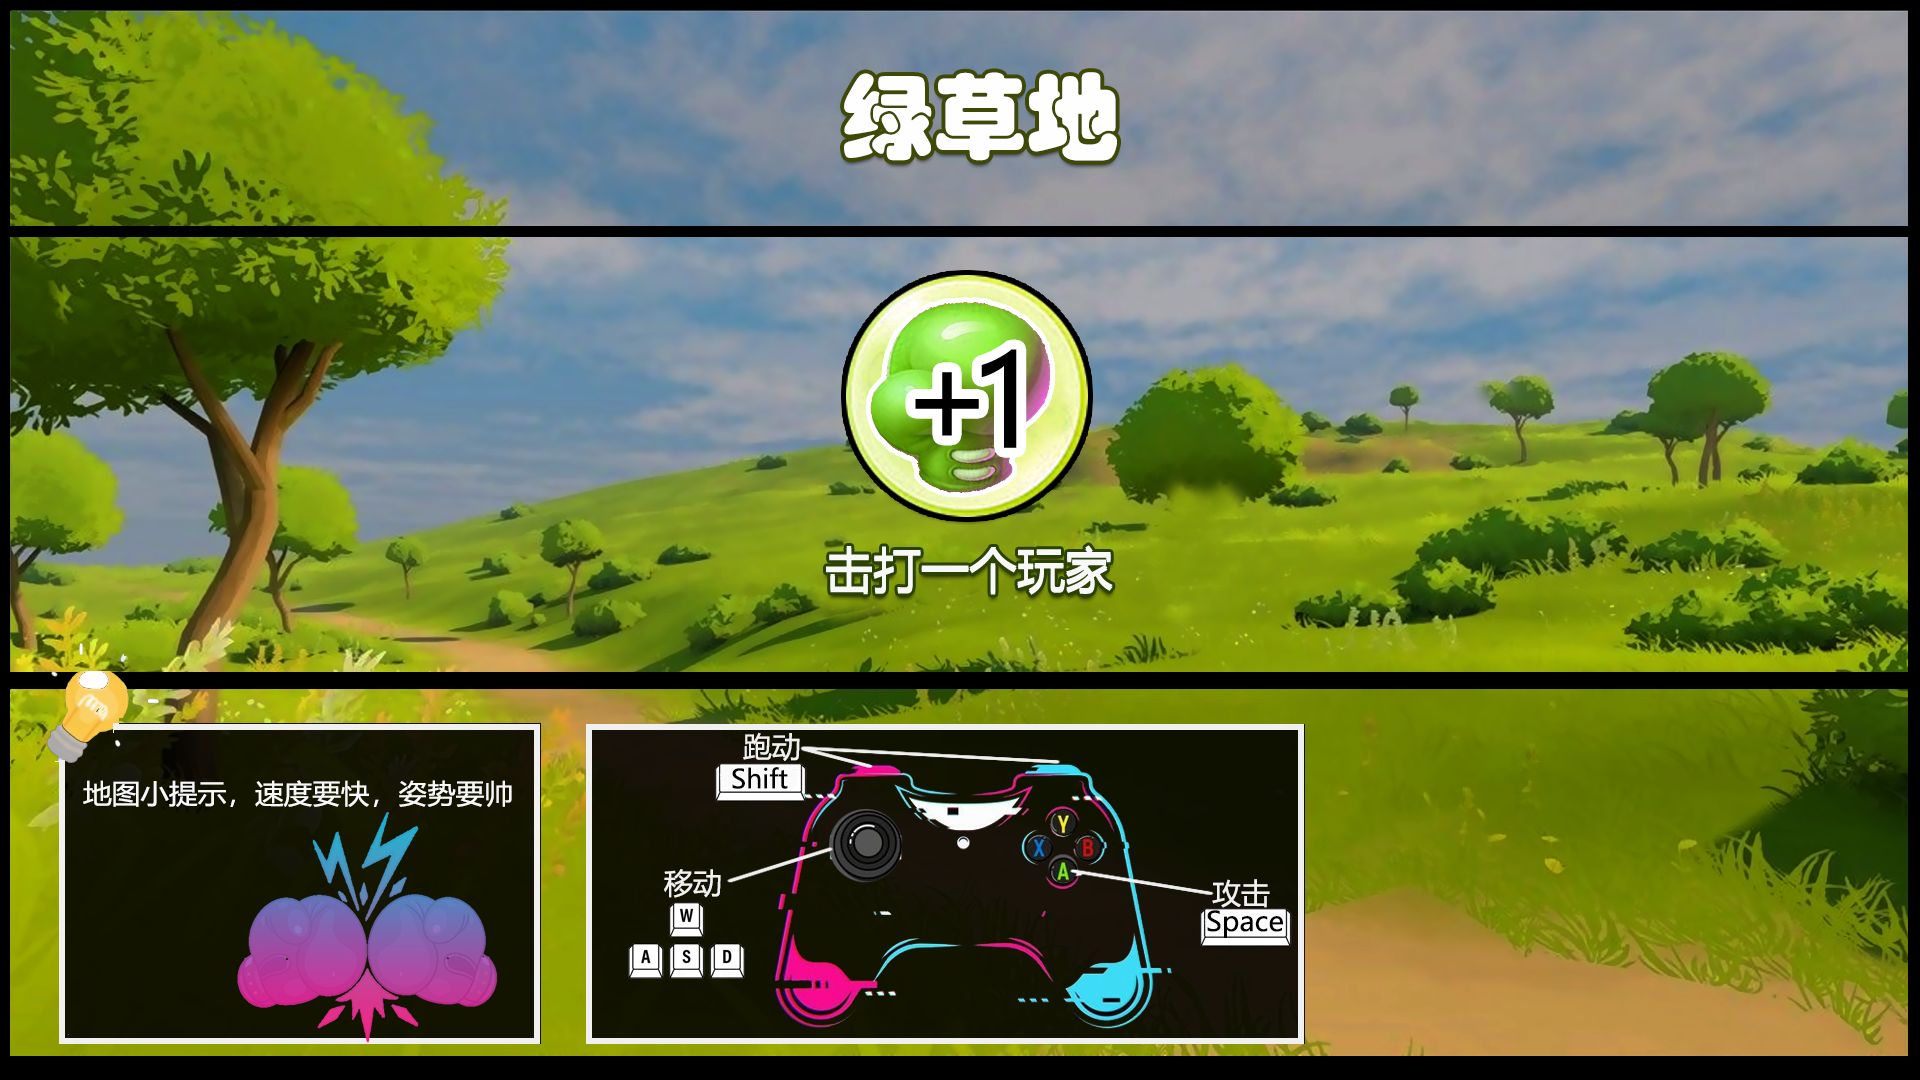 绿草地
+1
击打一个玩家
地图小提示，速度要快，姿势要帅
跑动
Shift
移动
W
A S D
Y
X B
A
攻击
Space